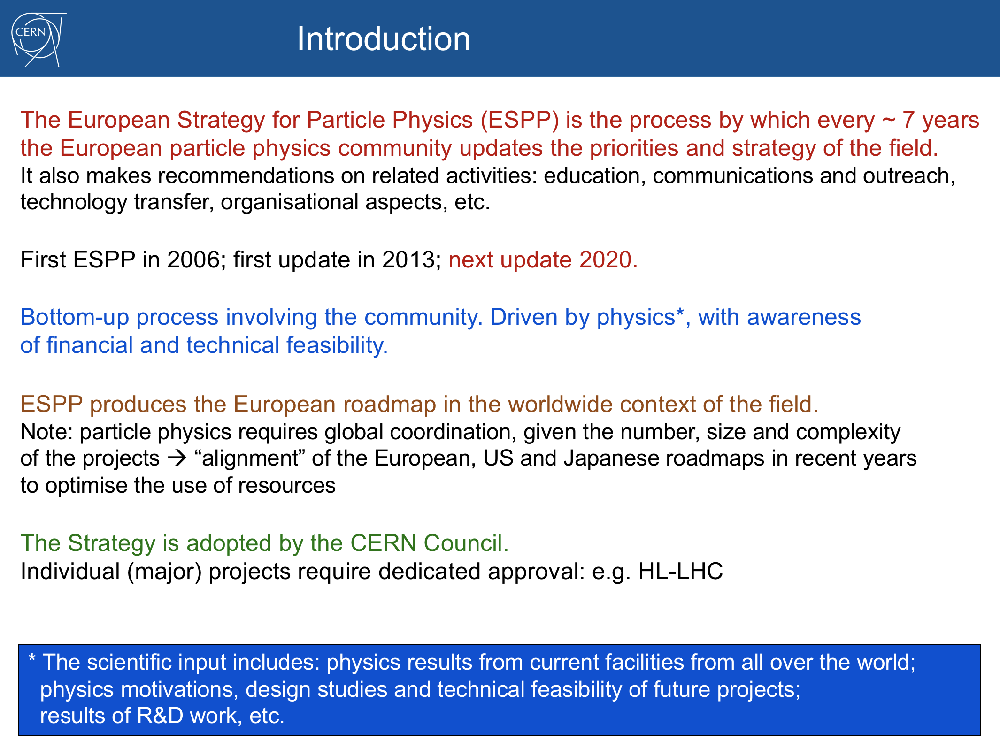 CERN
Introduction
The European Strategy for Particle Physics (ESPP) is the process by which every ~ 7 years
the European particle physics community updates the priorities and strategy of the field.
It also makes recommendations on related activities: education, communications and outreach,
technology transfer, organisational aspects, etc.
First ESPP in 2006; first update in 2013; next update 2020.
Bottom-up process involving the community. Driven by physics*, with awareness
of financial and technical feasibility.
ESPP produces the European roadmap in the worldwide context of the field.
Note: particle physics requires global coordination, given the number, size and complexity
of the projects → “alignment” of the European, US and Japanese roadmaps in recent years
to optimise the use of resources
The Strategy is adopted by the CERN Council.
Individual (major) projects require dedicated approval: e.g. HL-LHC
* The scientific input includes: physics results from current facilities from all over the world;
physics motivations, design studies and technical feasibility of future projects;
results of R&D work, etc.